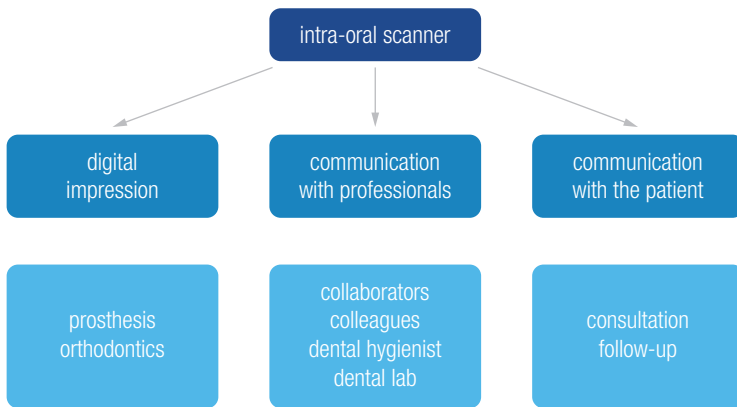 intra-oral scanner
digital
impression
communication
with professionals
communication
with the patient
prosthesis
orthodontics
collaborators
colleagues
dental hygienist
dental lab
consultation
follow-up